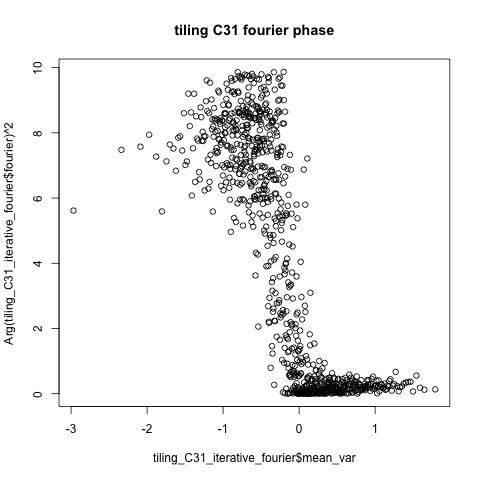 tiling C31 fourier phase
Arg(tiling_C31_iterative_fourier$fourier)^2
10
8
6
4
2
0
-3 -2 -1 0 1
tiling_C31_iterative_fourier$mean_var